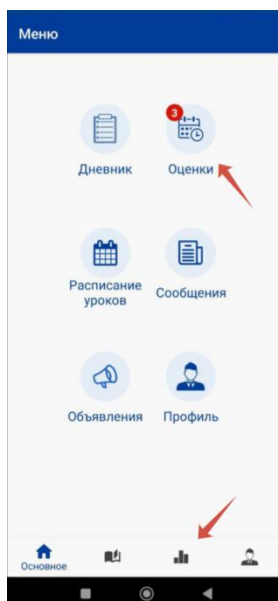 Меню
3
Дневник
Оценки
Расписание
уроков
Сообщения
Объявления
Профиль
Основное